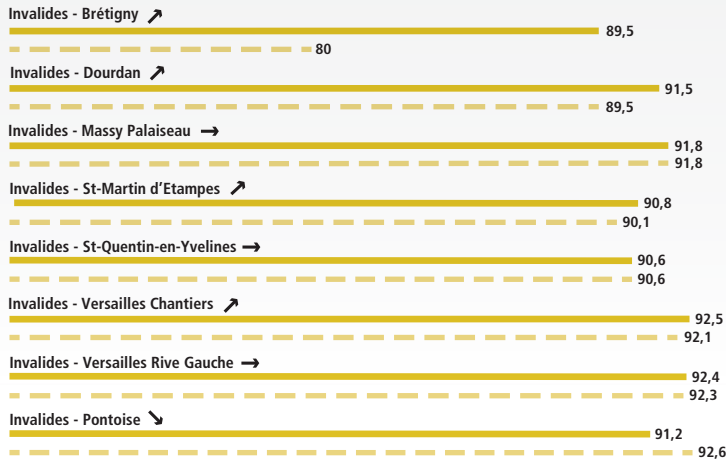 Invalides - Brétigny ↗
89,5
80
Invalides - Dourdan ↗
91,5
89,5
Invalides - Massy Palaiseau →
91,8
91,8
Invalides - St-Martin d'Etampes ↗
90,8
90,1
Invalides - St-Quentin-en-Yvelines →
90,6
90,6
Invalides - Versailles Chantiers ↗
92,5
92,1
Invalides - Versailles Rive Gauche →
92,4
92,3
Invalides - Pontoise ↘
91,2
92,6